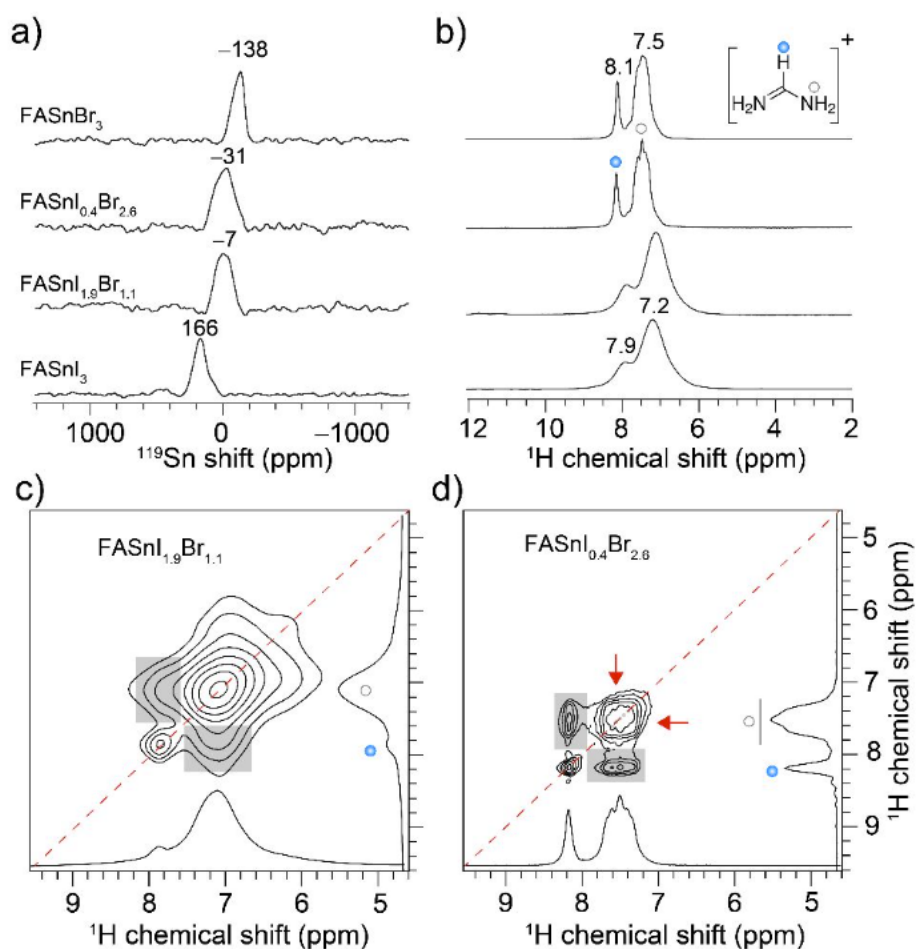 a)
−138
FASnBr3
−31
FASnI0.4Br2.6
−7
FASnI1.9Br1.1
166
FASnI3
1000 0 −1000
119Sn shift (ppm)
b)
7.5
8.1
H
H2N NH2
+
7.2
7.9
12 10 8 6 4 2
1H chemical shift (ppm)
c)
FASnI1.9Br1.1
9 8 7 6 5
1H chemical shift (ppm)
d)
FASnI0.4Br2.6
5
6
7
8
9
1H chemical shift (ppm)
9 8 7 6 5
1H chemical shift (ppm)